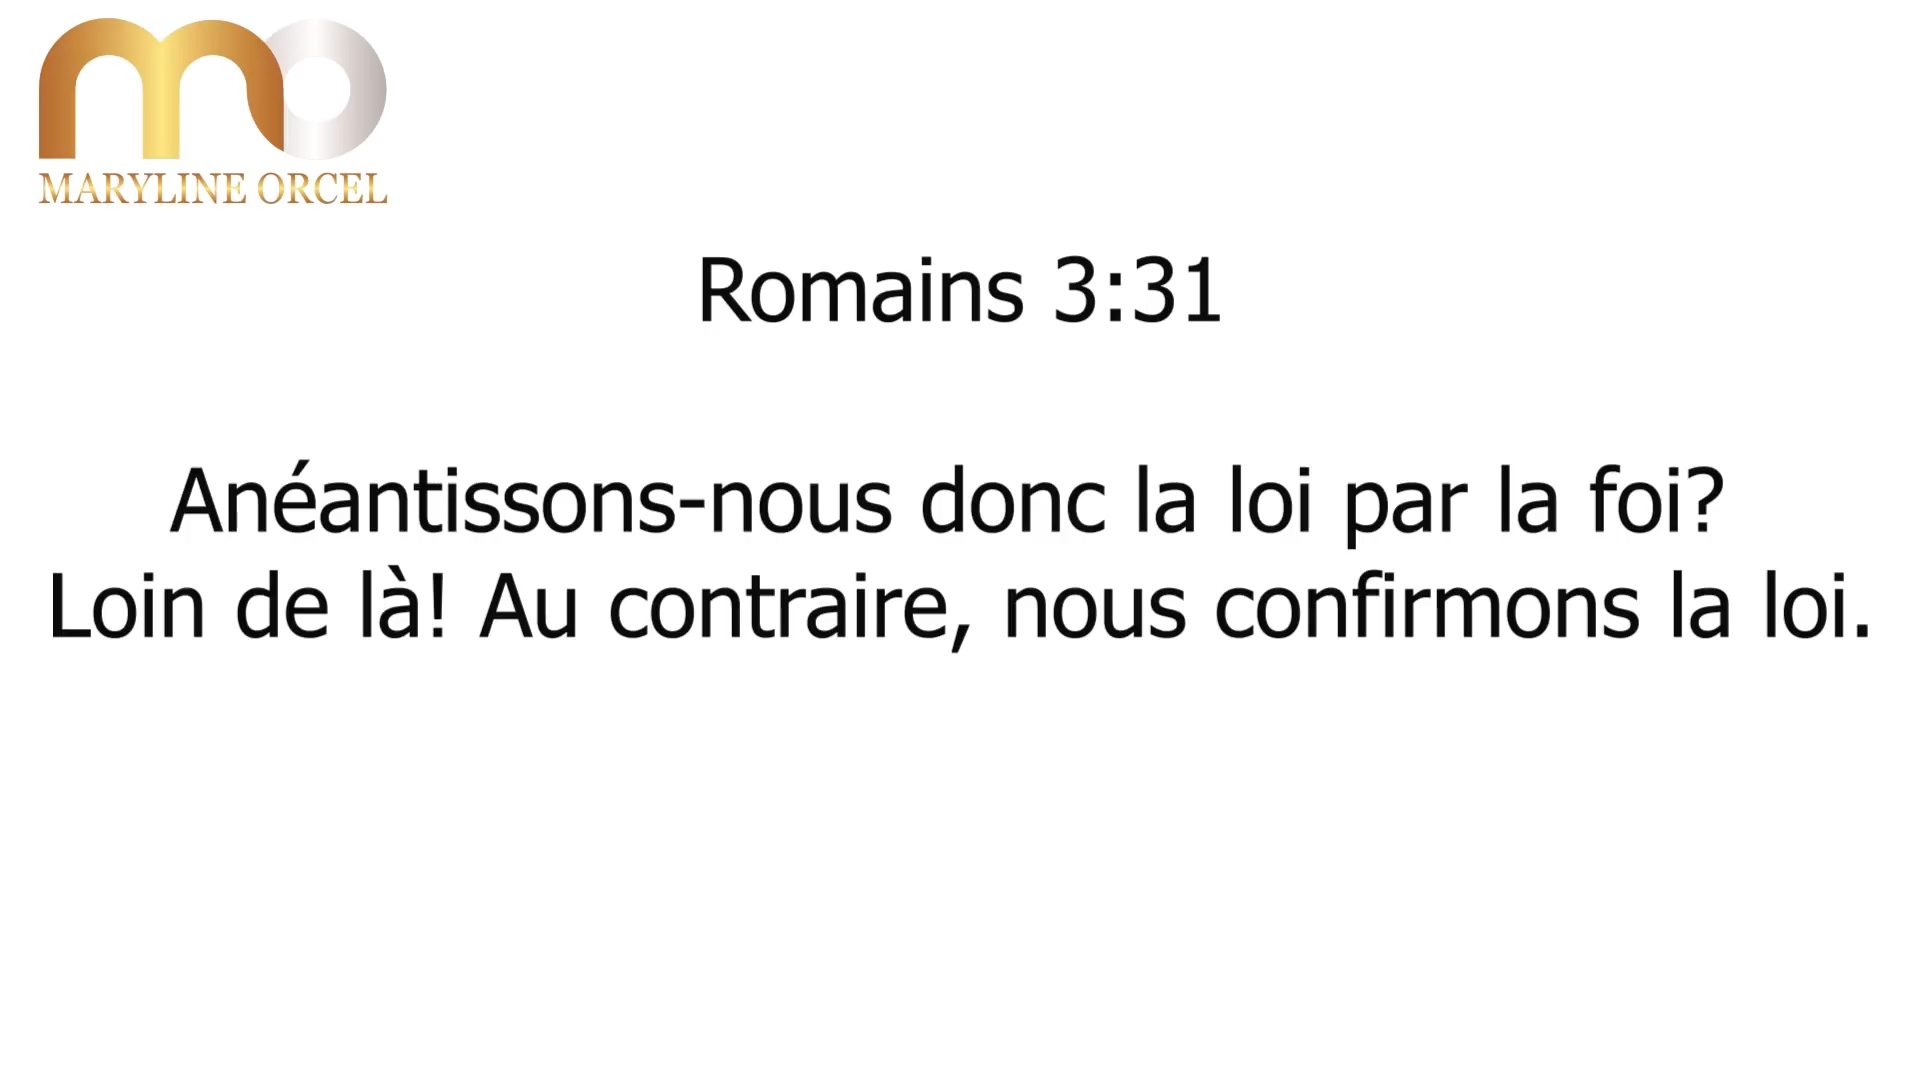 mo
MARYLINE ORCEL
Romains 3:31
Anéantissons-nous donc la loi par la foi?
Loin de là! Au contraire, nous confirmons la loi.